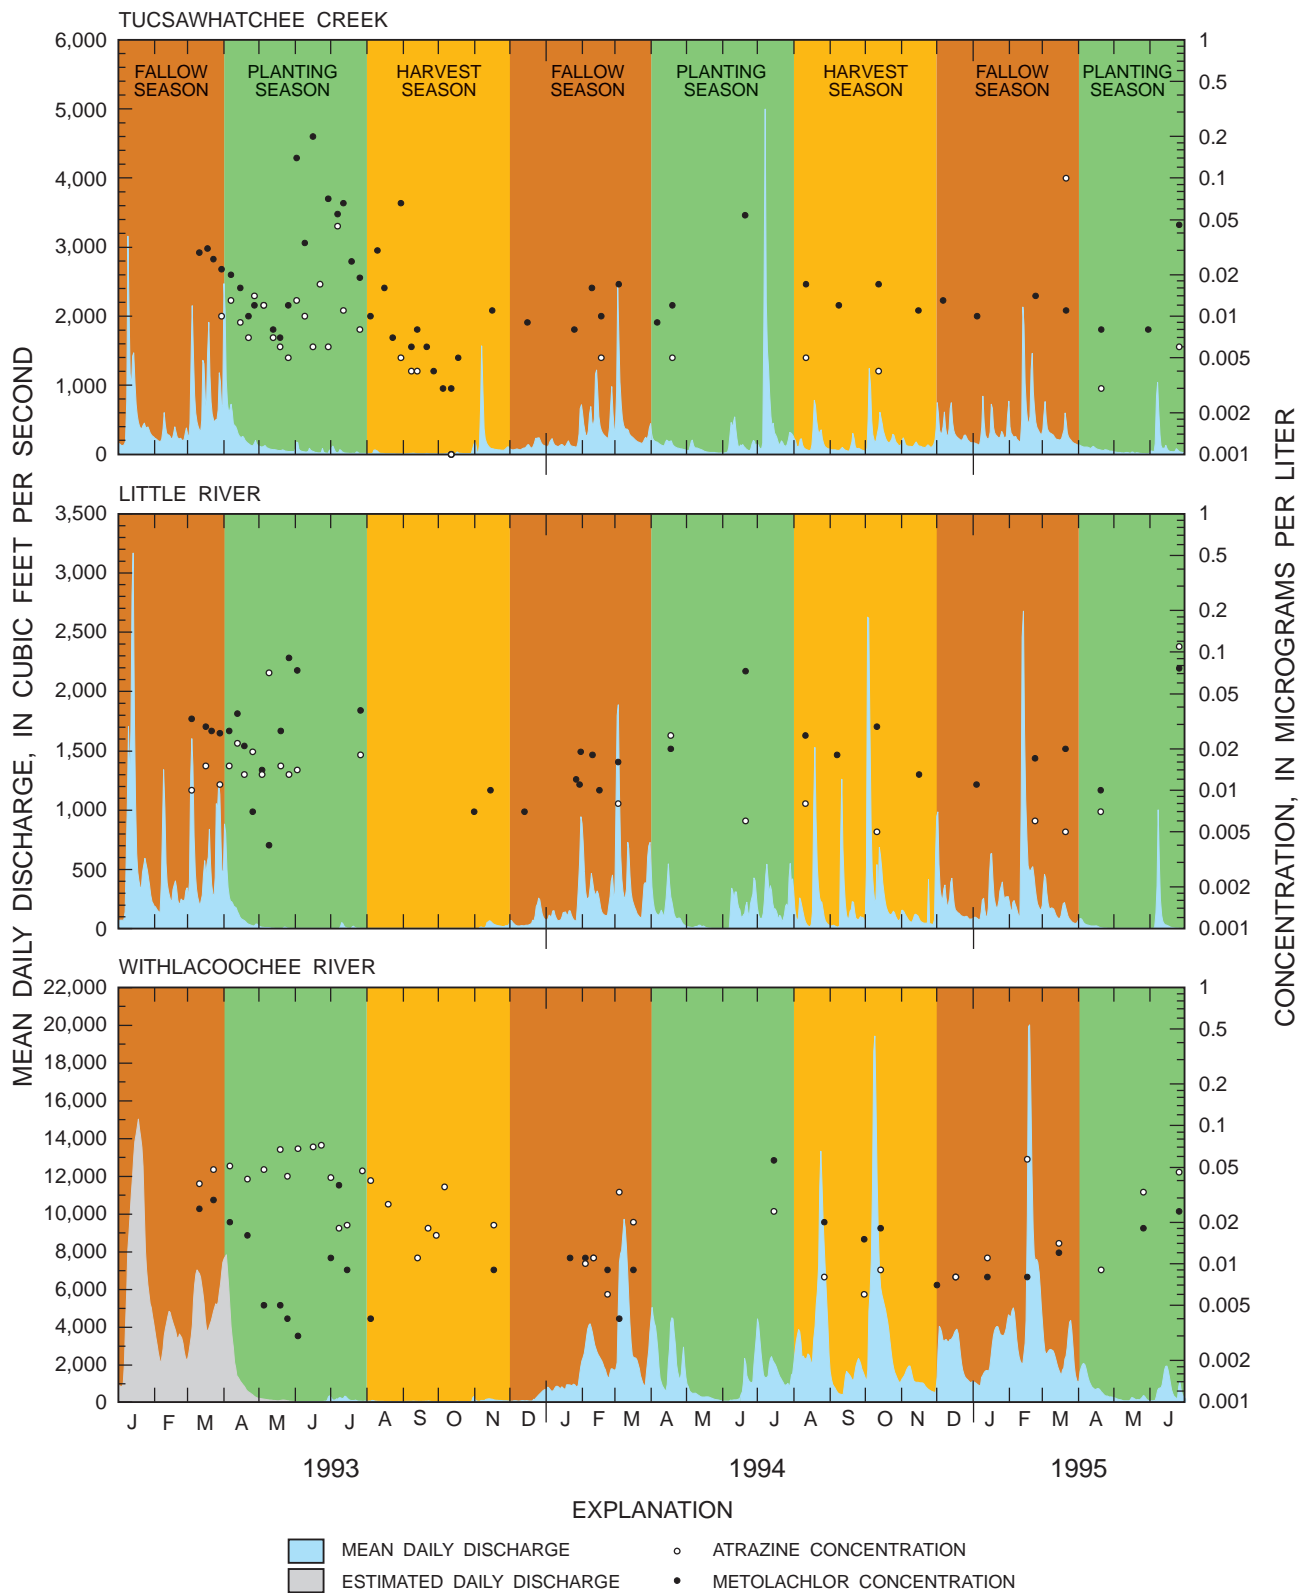 TUCSAWHATCHEE CREEK
6,000
5,000
4,000
3,000
2,000
1,000
0
FALLOW SEASON
PLANTING SEASON
HARVEST SEASON
FALLOW SEASON
PLANTING SEASON
HARVEST SEASON
FALLOW SEASON
PLANTING SEASON
1
0.5
0.2
0.1
0.05
0.02
0.01
0.005
0.002
0.001
LITTLE RIVER
3,500
3,000
2,500
2,000
1,500
1,000
500
0
1
0.5
0.2
0.1
0.05
0.02
0.01
0.005
0.002
0.001
MEAN DAILY DISCHARGE, IN CUBIC FEET PER SECOND
CONCENTRATION, IN MICROGRAMS PER LITER
WITHLACOOCHEE RIVER
22,000
20,000
18,000
16,000
14,000
12,000
10,000
8,000
6,000
4,000
2,000
0
1
0.5
0.2
0.1
0.05
0.02
0.01
0.005
0.002
0.001
J F M A M J J A S O N D J F M A M J J A S O N D J F M A M J
1993 1994 1995
EXPLANATION
MEAN DAILY DISCHARGE
ATRAZINE CONCENTRATION
ESTIMATED DAILY DISCHARGE
METOLACHLOR CONCENTRATION